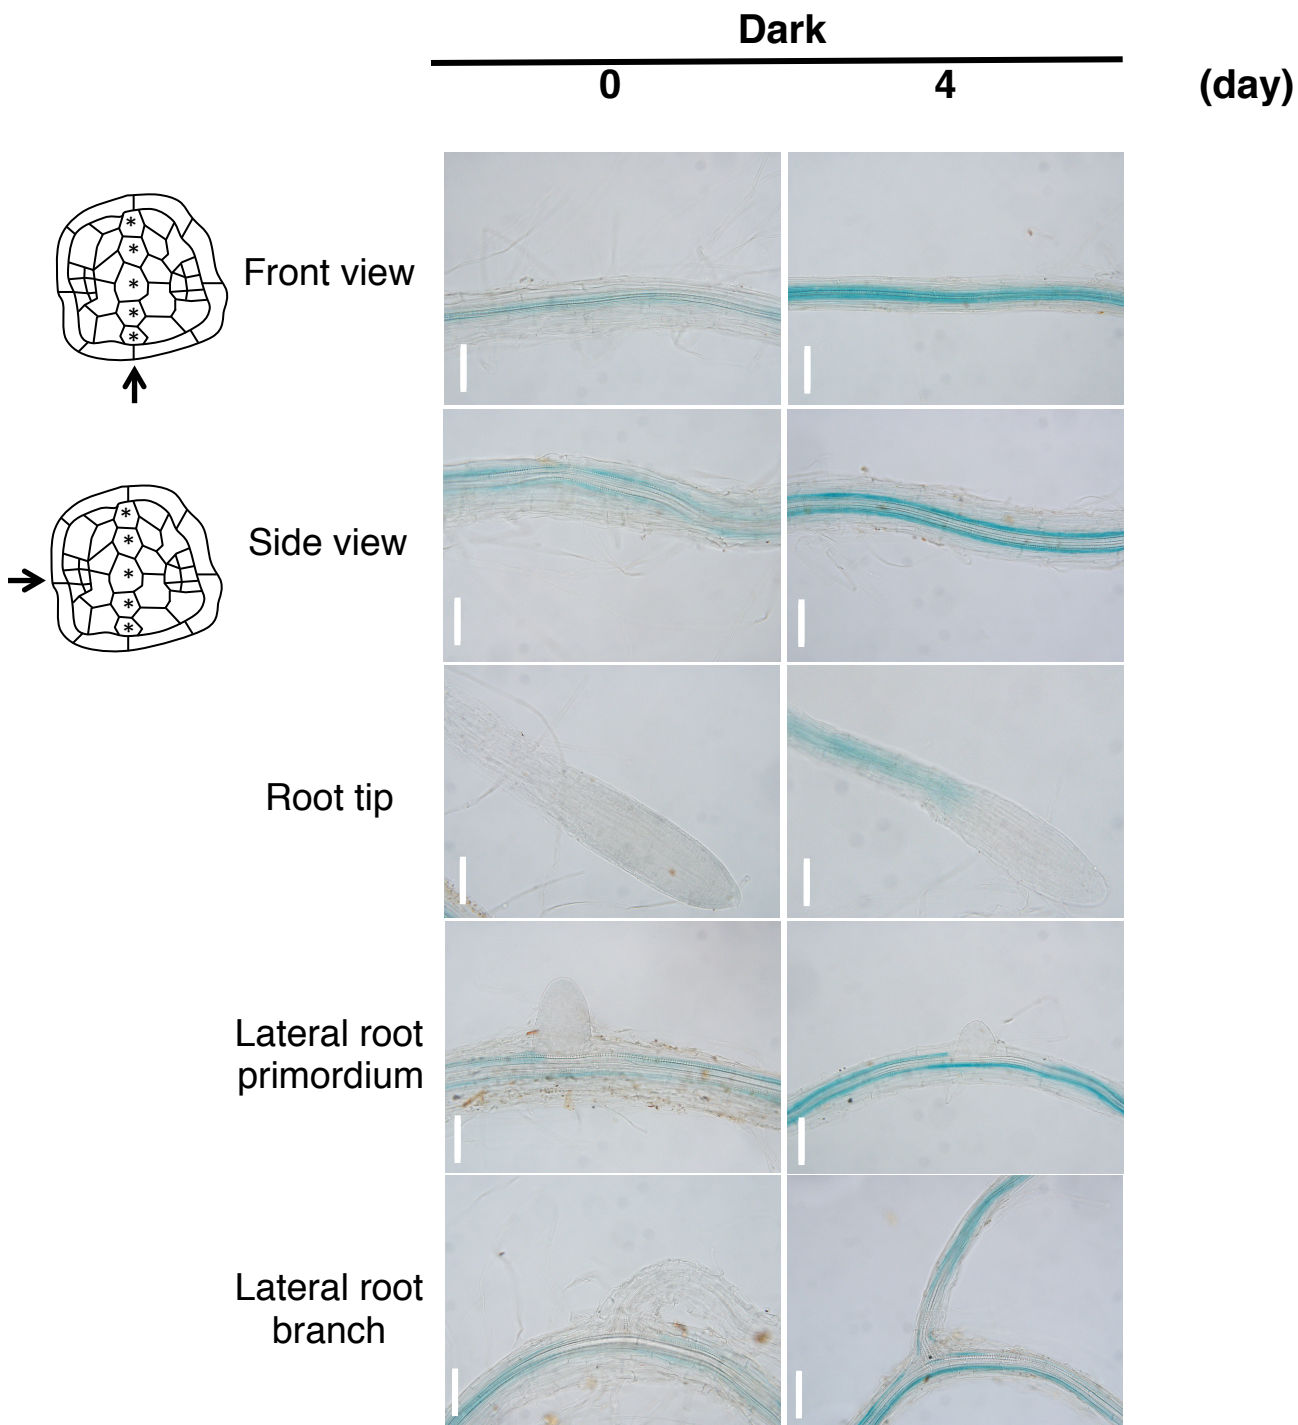 Dark
0 4 (day)
*
*
*
*
*
Front view
*
*
*
*
*
Side view
Root tip
Lateral root
primordium
Lateral root
branch